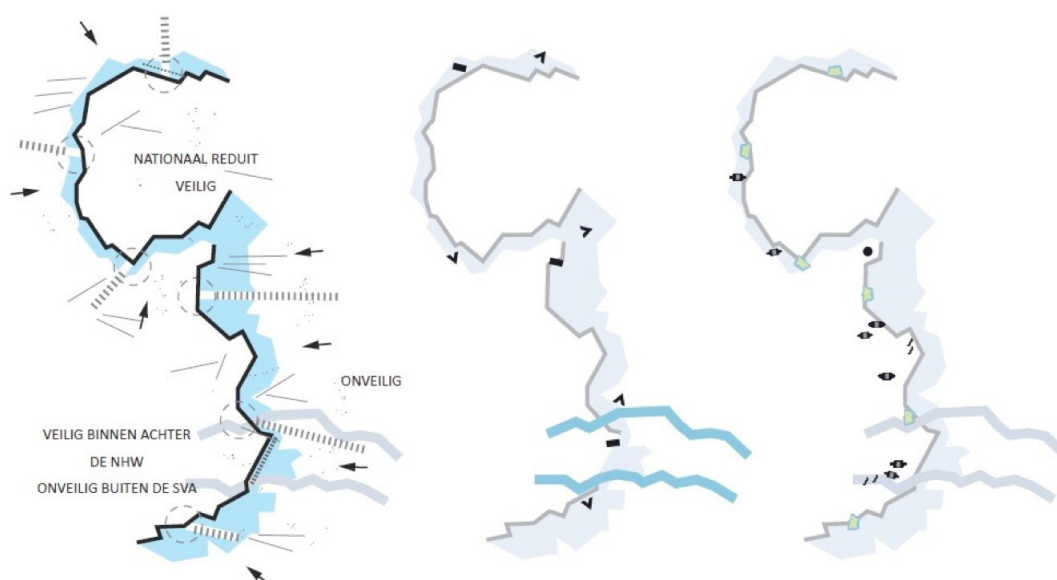 NATIONAAL REDUIT
VEILIG
ONVEILIG
VEILIG BINNEN ACHTER
DE NHW
ONVEILIG BUITEN DE SVA